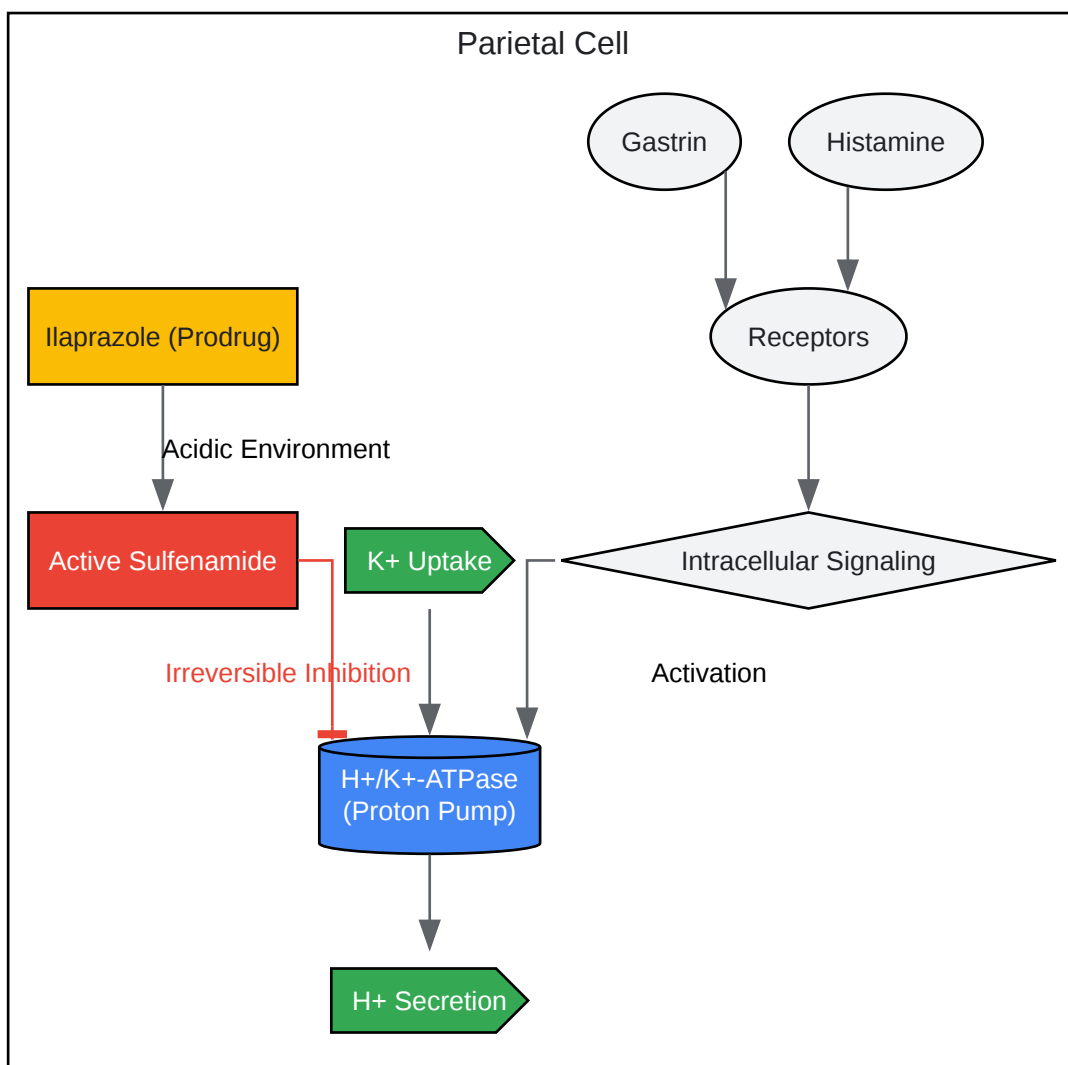 Parietal Cell
Gastrin
Histamine
Ilaprazole (Prodrug)
Receptors
Acidic Environment
Active Sulfenamide
K+ Uptake
Intracellular Signaling
Irreversible Inhibition
Activation
H+/K+-ATPase
(Proton Pump)
H+ Secretion